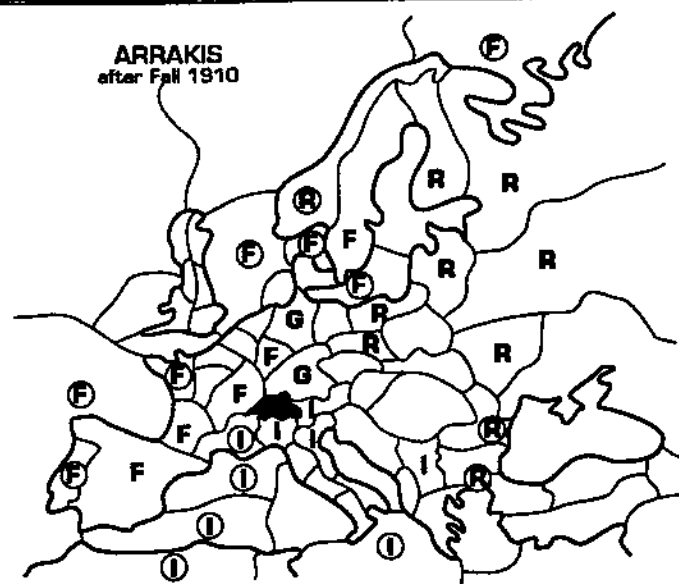 ARRAKIS
after Fall 1910
F
R R
R
F F
F R R
F
G R
F R R
F G
F F I
F I I I R
F F I I R
I
I
I